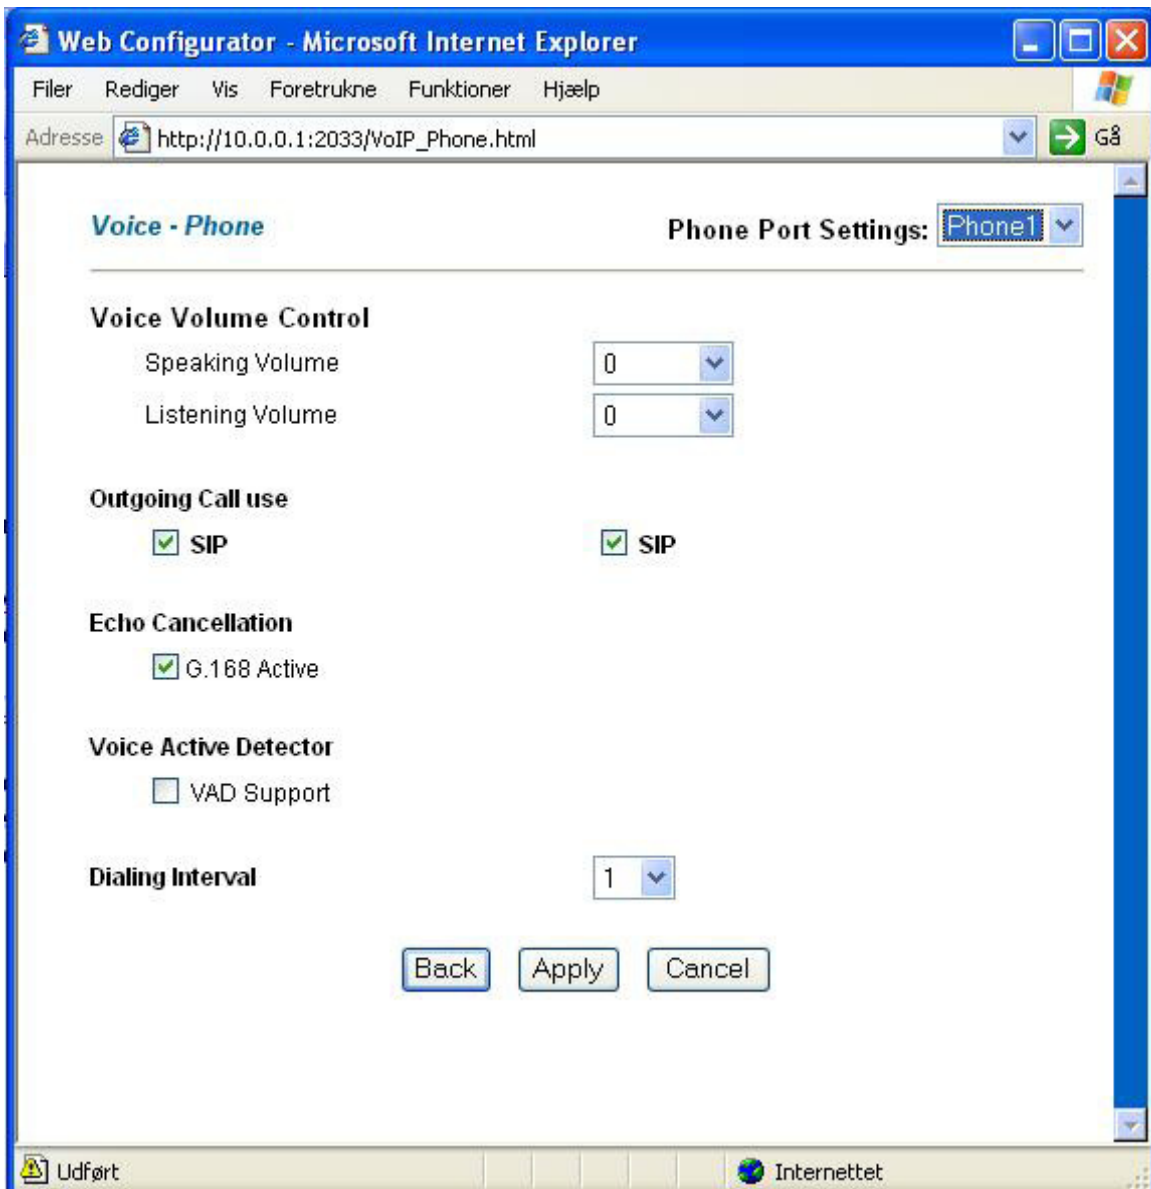 Web Configurator - Microsoft Internet Explorer
Filer Rediger Vis Foretrukne Funktioner Hjælp
Adresse http://10.0.0.1:2033/VoIP_Phone.html Gå
Voice - Phone Phone Port Settings: Phone1
Voice Volume Control
Speaking Volume 0
Listening Volume 0
Outgoing Call use
SIP SIP
Echo Cancellation
G.168 Active
Voice Active Detector
VAD Support
Dialing Interval 1
Back Apply Cancel
Udført Internettet